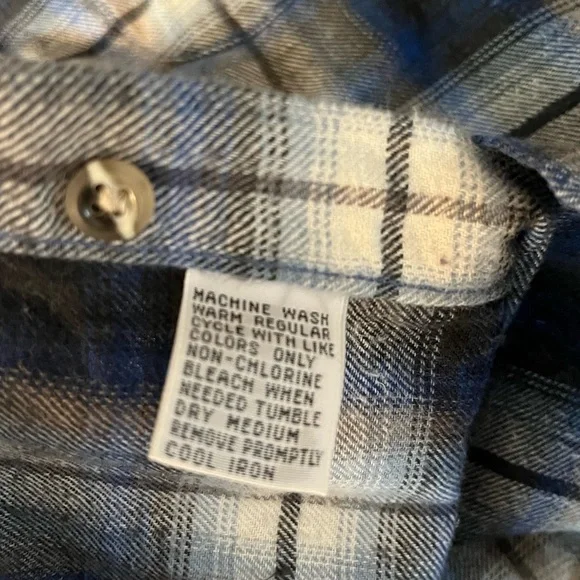 MACHINE WASH
WARM REGULAR
CYCLE WITH LIKE
COLORS ONLY
NON-CHLORINE
BLEACH WHEN
NEEDED TUMBLE
DRY MEDIUM
REMOVE PROMPTLY
COOL IRON